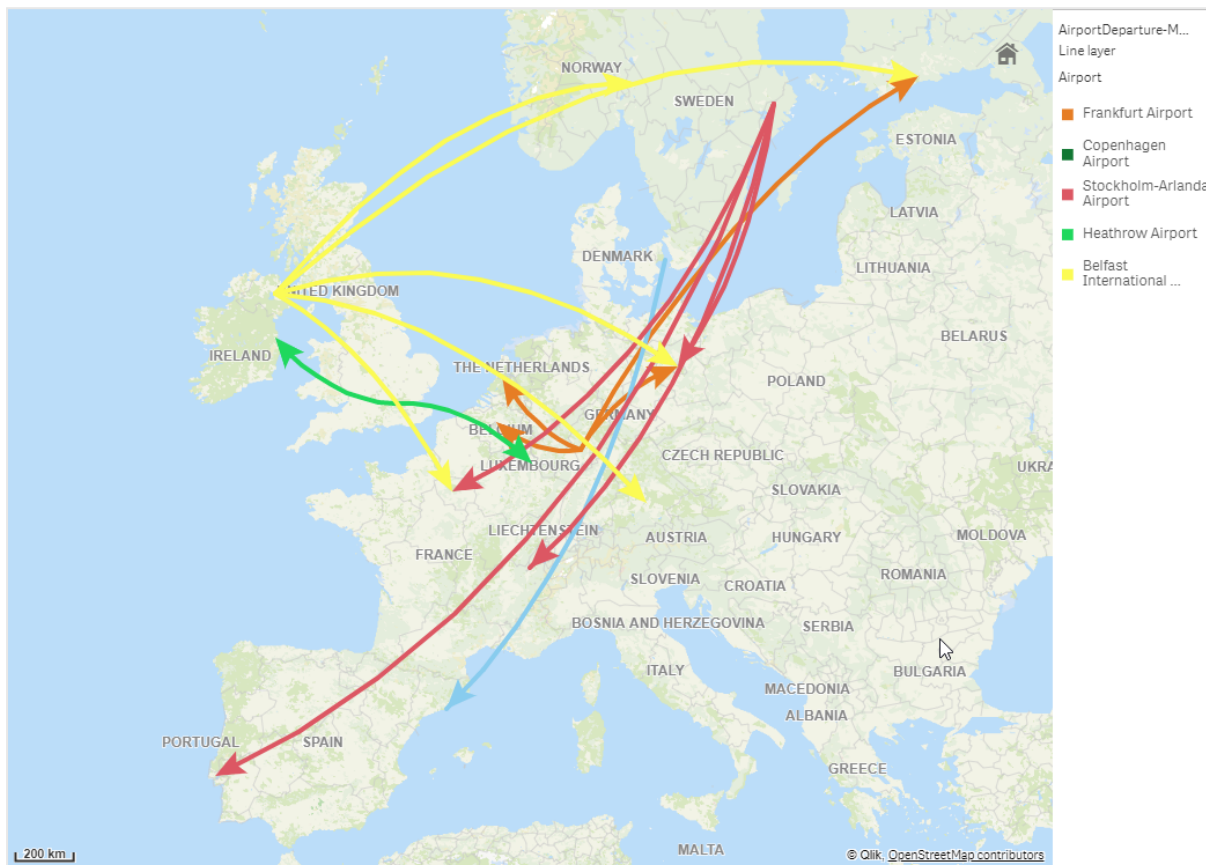 NORWAY
SWEDEN
ESTONIA
LATVIA
DENMARK
LITHUANIA
UNITED KINGDOM
BELARUS
IRELAND
THE NETHERLANDS
POLAND
GERMANY
BELGIUM
CZECH REPUBLIC
LUXEMBOURG
UKRA
SLOVAKIA
LIECHTENSTEIN
AUSTRIA
HUNGARY
MOLDOVA
FRANCE
ROMANIA
SLOVENIA
CROATIA
BOSNIA AND HERZEGOVINA
SERBIA
ITALY
BULGARIA
MACEDONIA
ALBANIA
PORTUGAL
SPAIN
GREECE
MALTA
200 km
© Qlik, OpenStreetMap contributors
AirportDeparture-M...
Line layer
Airport
Frankfurt Airport
Copenhagen
Airport
Stockholm-Arlanda
Airport
Heathrow Airport
Belfast
International ...